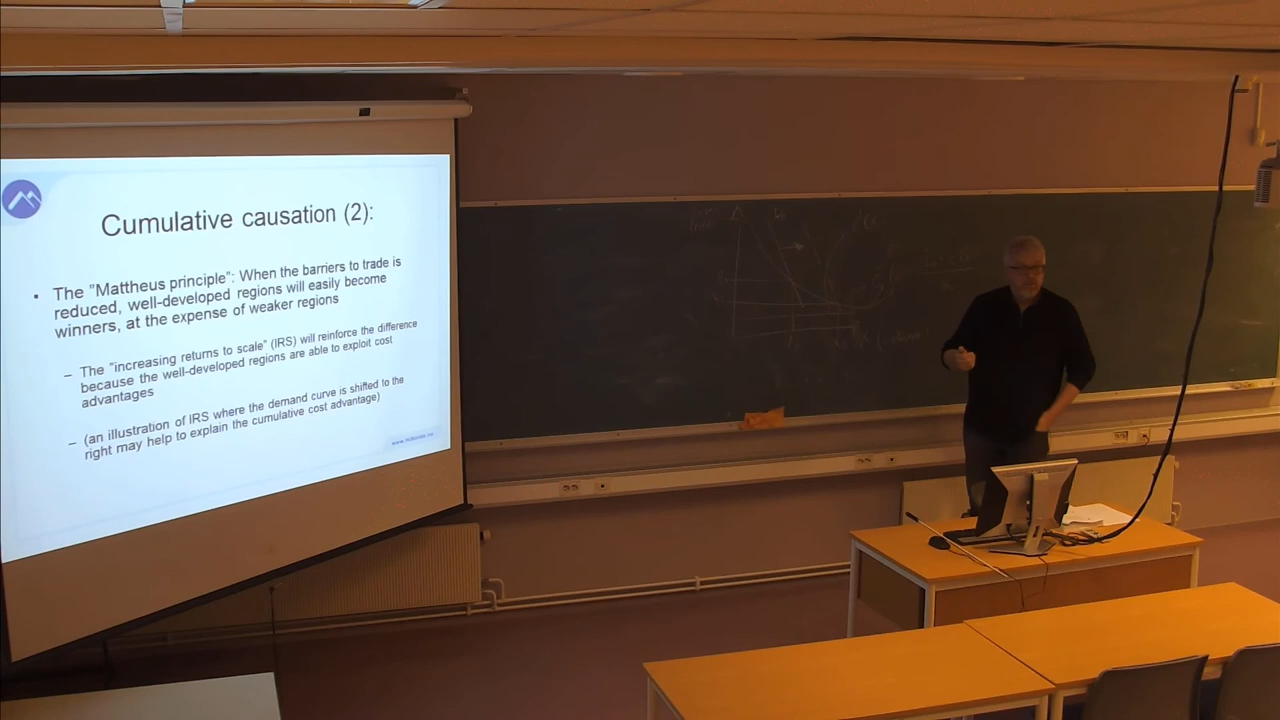 Cumulative causation (2):
▪ The "Mattheus principle": When the barriers to trade is
reduced, well-developed regions will easily become
winners, at the expense of weaker regions
– The "increasing returns to scale" (IRS) will reinforce the difference
because the well-developed regions are able to exploit cost
advantages
– (an illustration of IRS where the demand curve is shifted to the
right may help to explain the cumulative cost advantage)